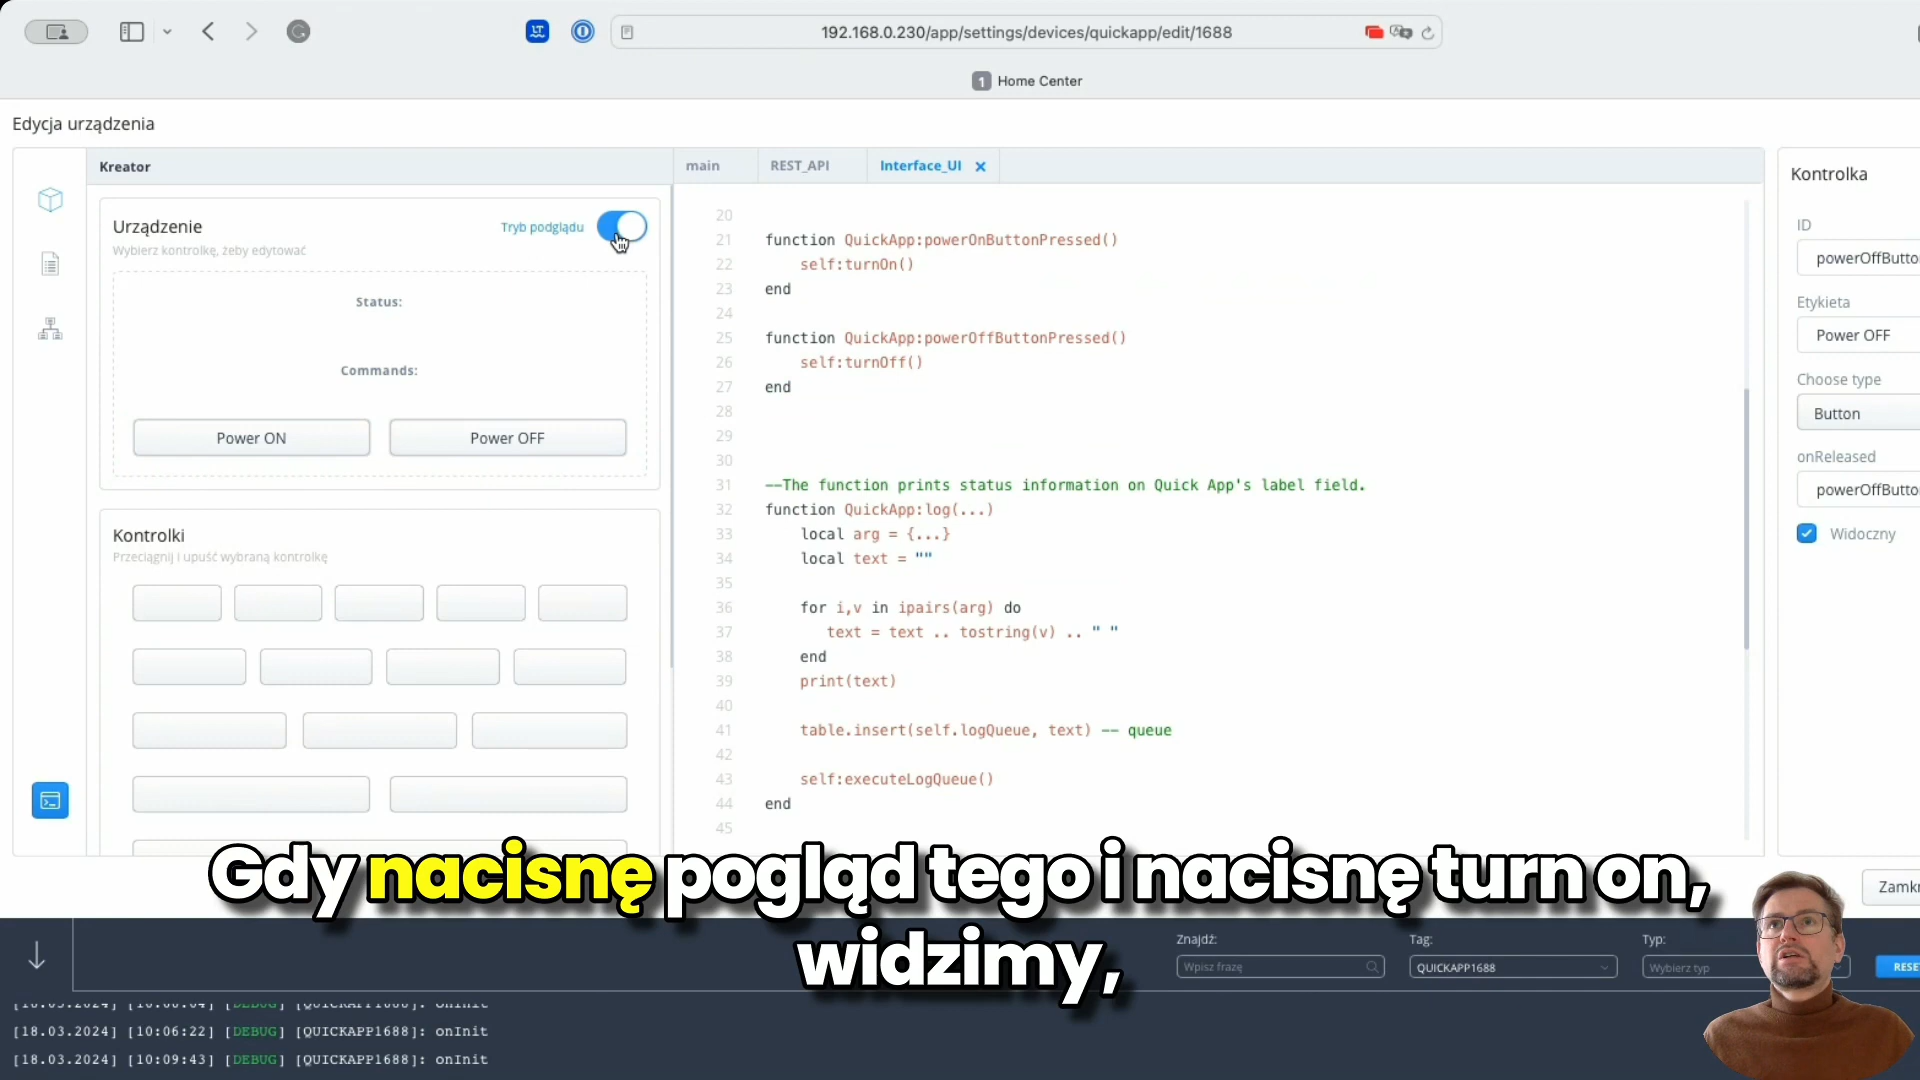 192.168.0.230/app/settings/devices/quickapp/edit/1688
1 Home Center
Edycja urządzenia
Kreator
main
REST_API
Interface_UI
Kontrolka
Urządzenie
Tryb podglądu
Wybierz kontrolkę, żeby edytować
Status:
Commands:
Power ON
Power OFF
Kontrolki
Przeciągnij i upuść wybraną kontrolkę
20
21 function QuickApp:powerOnButtonPressed()
22 self:turnOn()
23 end
24
25 function QuickApp:powerOffButtonPressed()
26 self:turnOff()
27 end
28
29
30
31 --The function prints status information on Quick App's label field.
32 function QuickApp:log(...)
33 local arg = {...}
34 local text = ""
35
36 for i,v in ipairs(arg) do
37 text = text .. tostring(v) .. " "
38 end
39 print(text)
40
41 table.insert(self.logQueue, text) -- queue
42
43 self:executeLogQueue()
44 end
45
ID
powerOffButto
Etykieta
Power OFF
Choose type
Button
onReleased
powerOffButto
Widoczny
Zamkn
Gdy nacisnę pogląd tego i nacisnę turn on,
widzimy,
Znajdź:
Wpisz frazę
Tag:
QUICKAPP1688
Typ:
Wybierz typ
RESE
[18.03.2024] [10:06:22] [DEBUG] [QUICKAPP1688]: onInit
[18.03.2024] [10:09:43] [DEBUG] [QUICKAPP1688]: onInit